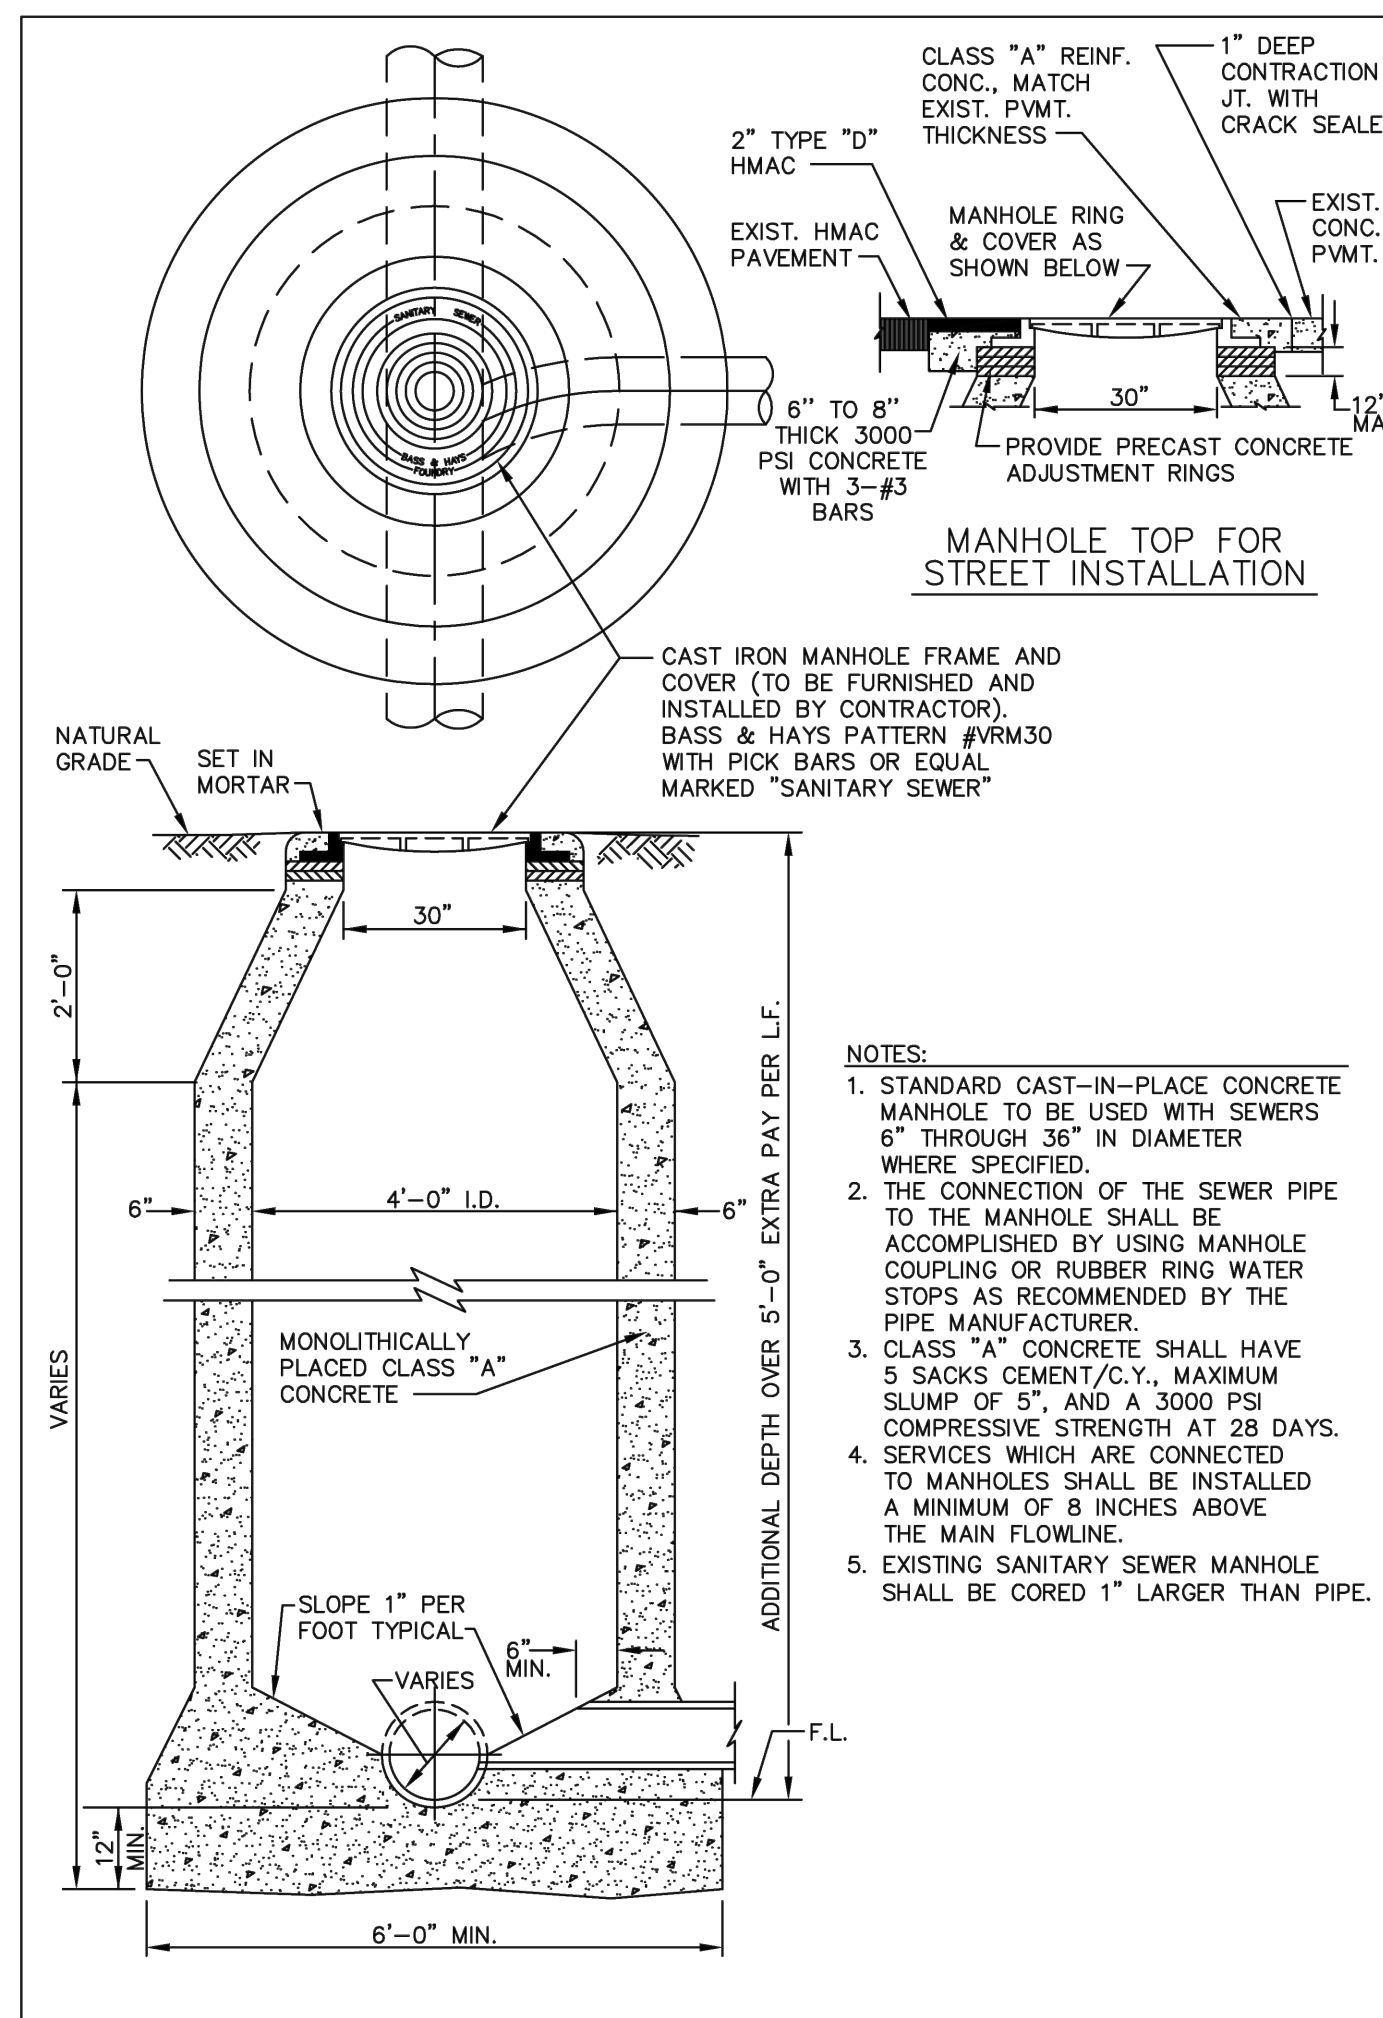 SANITARY SEWER
BASS & HAYS
FOUNDRY
CLASS "A" REINF.
CONC., MATCH
EXIST. PVMT.
THICKNESS
1" DEEP
CONTRACTION
JT. WITH
CRACK SEALE
2" TYPE "D"
HMAC
EXIST. HMAC
PAVEMENT
MANHOLE RING
& COVER AS
SHOWN BELOW
EXIST.
CONC.
PVMT.
6" TO 8"
THICK 3000
PSI CONCRETE
WITH 3-#3
BARS
30"
12"
MA
PROVIDE PRECAST CONCRETE
ADJUSTMENT RINGS
MANHOLE TOP FOR
STREET INSTALLATION
CAST IRON MANHOLE FRAME AND
COVER (TO BE FURNISHED AND
INSTALLED BY CONTRACTOR).
BASS & HAYS PATTERN #VRM30
WITH PICK BARS OR EQUAL
MARKED "SANITARY SEWER"
NATURAL
GRADE
SET IN
MORTAR
30"
2'-0"
6"
4'-0" I.D.
6"
VARIES
MONOLITHICALLY
PLACED CLASS "A"
CONCRETE
ADDITIONAL DEPTH OVER 5'-0" EXTRA PAY PER L.F.
SLOPE 1" PER
FOOT TYPICAL
6"
MIN.
VARIES
F.L.
12"
MIN.
6'-0" MIN.
NOTES:
1. STANDARD CAST-IN-PLACE CONCRETE
MANHOLE TO BE USED WITH SEWERS
6" THROUGH 36" IN DIAMETER
WHERE SPECIFIED.
2. THE CONNECTION OF THE SEWER PIPE
TO THE MANHOLE SHALL BE
ACCOMPLISHED BY USING MANHOLE
COUPLING OR RUBBER RING WATER
STOPS AS RECOMMENDED BY THE
PIPE MANUFACTURER.
3. CLASS "A" CONCRETE SHALL HAVE
5 SACKS CEMENT/C.Y., MAXIMUM
SLUMP OF 5", AND A 3000 PSI
COMPRESSIVE STRENGTH AT 28 DAYS.
4. SERVICES WHICH ARE CONNECTED
TO MANHOLES SHALL BE INSTALLED
A MINIMUM OF 8 INCHES ABOVE
THE MAIN FLOWLINE.
5. EXISTING SANITARY SEWER MANHOLE
SHALL BE CORED 1" LARGER THAN PIPE.